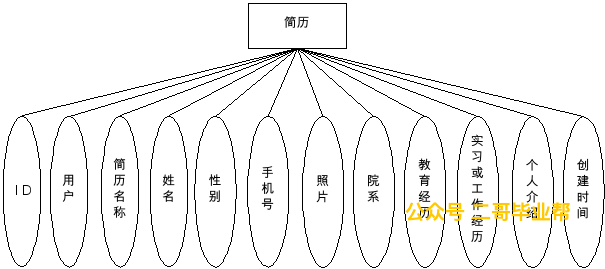 简历
ID
用户
简历名称
姓名
性别
手机号
照片
院系
教育经历
实习或工作经历
个人介绍
创建时间
公众号 二哥毕业帮